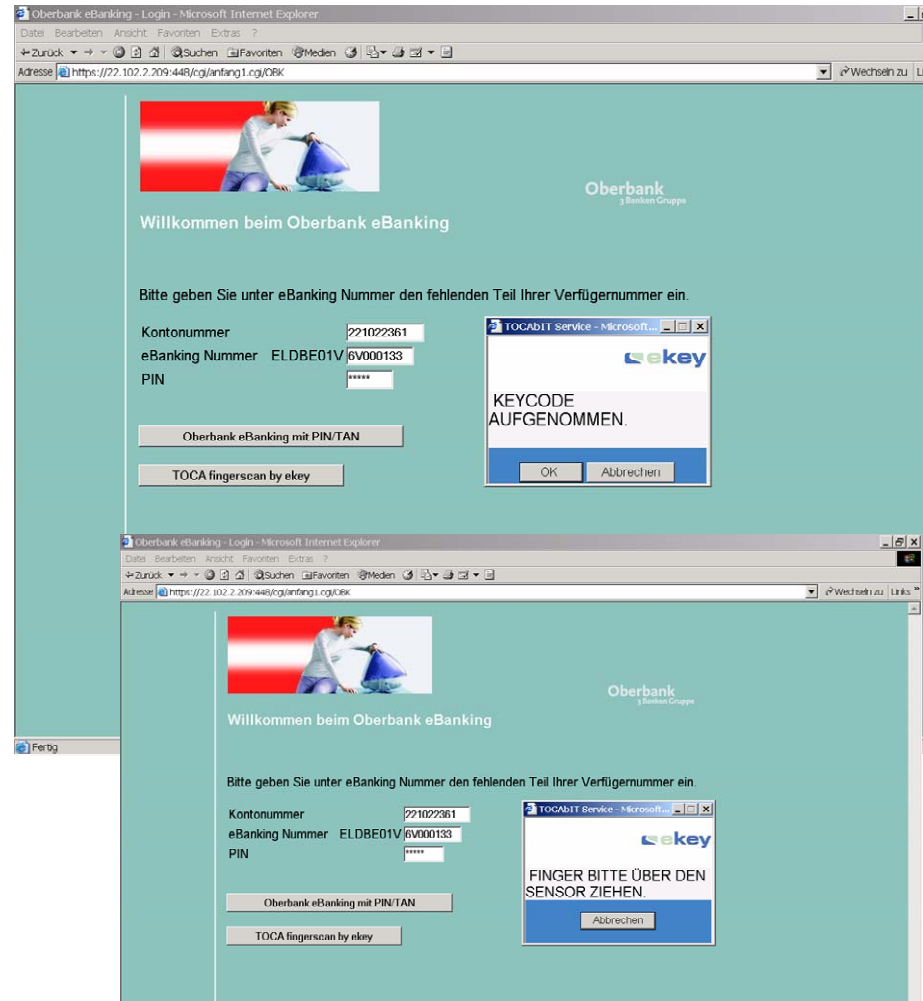 Oberbank eBanking - Login - Microsoft Internet Explorer
Datei Bearbeiten Ansicht Favoriten Extras ?
Zurück Suchen Favoriten Medien
Adresse https://22.102.2.209:448/cgi/anfang1.cgi/OBK Wechseln zu
Oberbank
3 Banken Gruppe
Willkommen beim Oberbank eBanking
Bitte geben Sie unter eBanking Nummer den fehlenden Teil Ihrer Verfügernummer ein.
Kontonummer 221022361
eBanking Nummer ELDBE01V 6V000133
PIN *****
Oberbank eBanking mit PIN/TAN
TOCA fingerscan by ekey
TOCAbIT Service - Microsoft...
ekey
KEYCODE
AUFGENOMMEN.
OK Abbrechen
Fertig
Oberbank eBanking - Login - Microsoft Internet Explorer
Datei Bearbeiten Ansicht Favoriten Extras ?
Zurück Suchen Favoriten Medien
Adresse https://22.102.2.209:448/cgi/anfang1.cgi/OBK Wechseln zu Links »
Oberbank
3 Banken Gruppe
Willkommen beim Oberbank eBanking
Bitte geben Sie unter eBanking Nummer den fehlenden Teil Ihrer Verfügernummer ein.
Kontonummer 221022361
eBanking Nummer ELDBE01V 6V000133
PIN *****
Oberbank eBanking mit PIN/TAN
TOCA fingerscan by ekey
TOCAbIT Service - Microsoft...
ekey
FINGER BITTE ÜBER DEN
SENSOR ZIEHEN.
Abbrechen